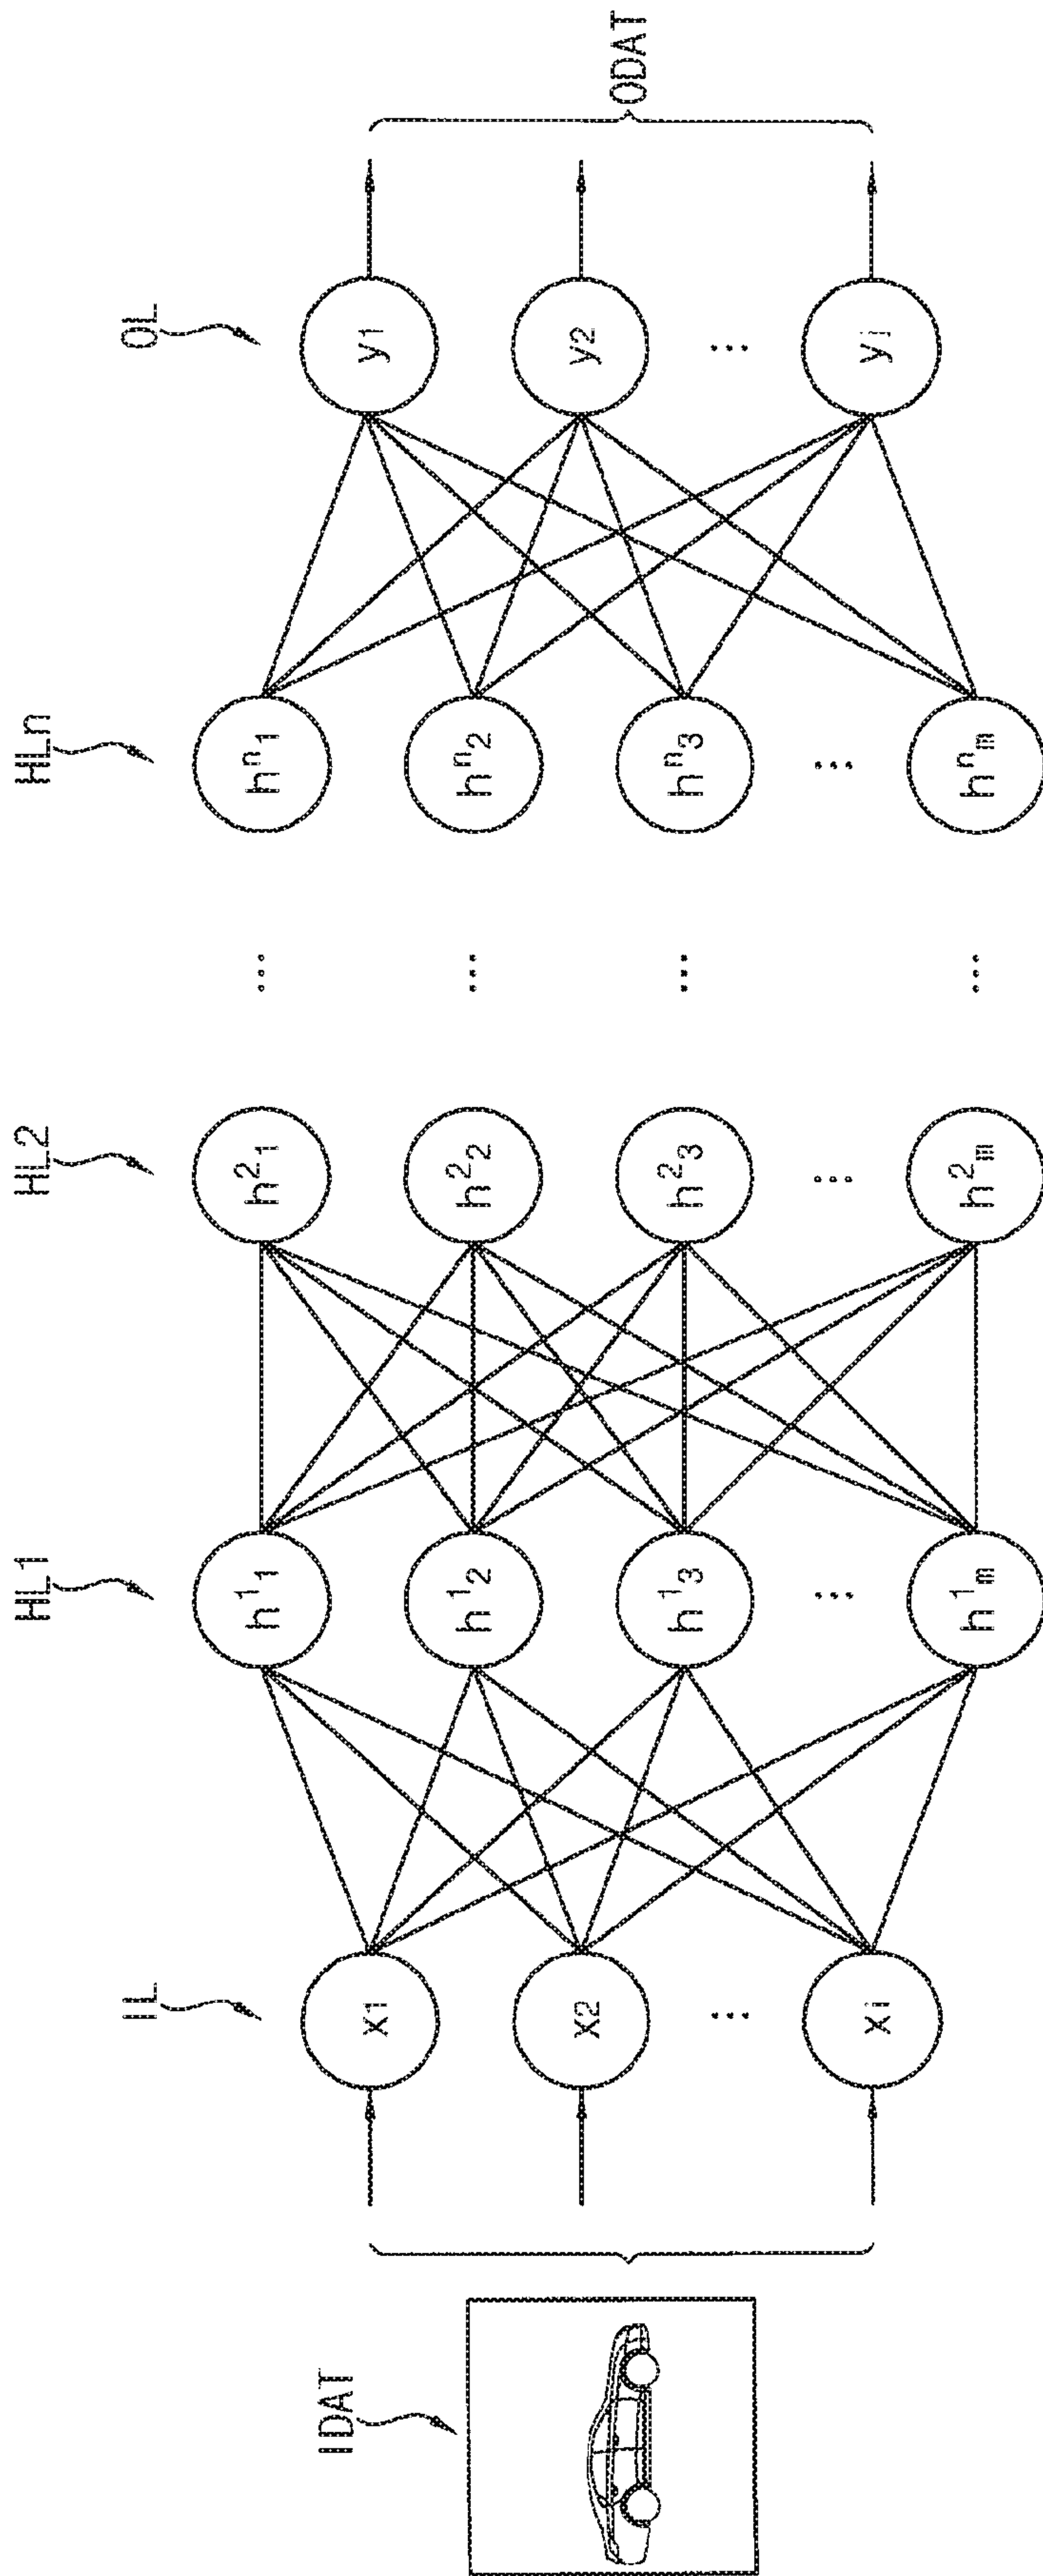 IDAT
IL
x1
x2
⋮
xi
HL1
h¹1
h¹2
h¹3
⋮
h¹m
HL2
h²1
h²2
h²3
⋮
h²m
...
...
...
...
HLn
hⁿ1
hⁿ2
hⁿ3
⋮
hⁿm
OL
y1
y2
⋮
yj
ODAT